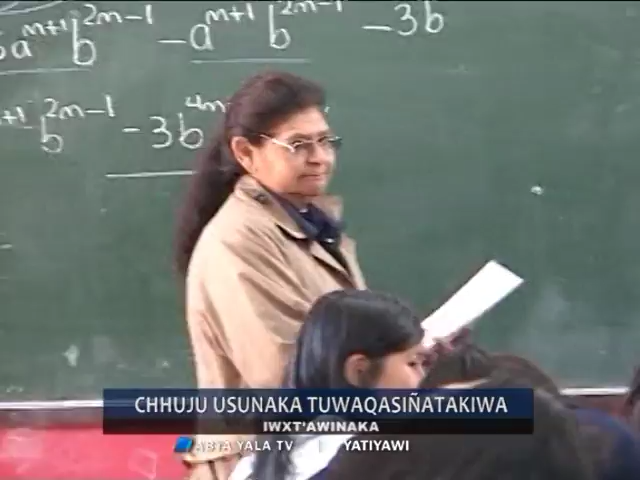 5a^{m+1} b^{2m-1} - a^{m+1} b^{2m-1} - 3b
b^{2m-1} - 3b^{4m
CHHUJU USUNAKA TUWAQASIÑATAKIWA
IWXT'AWINAKA
ABYA YALA TV YATIYAWI